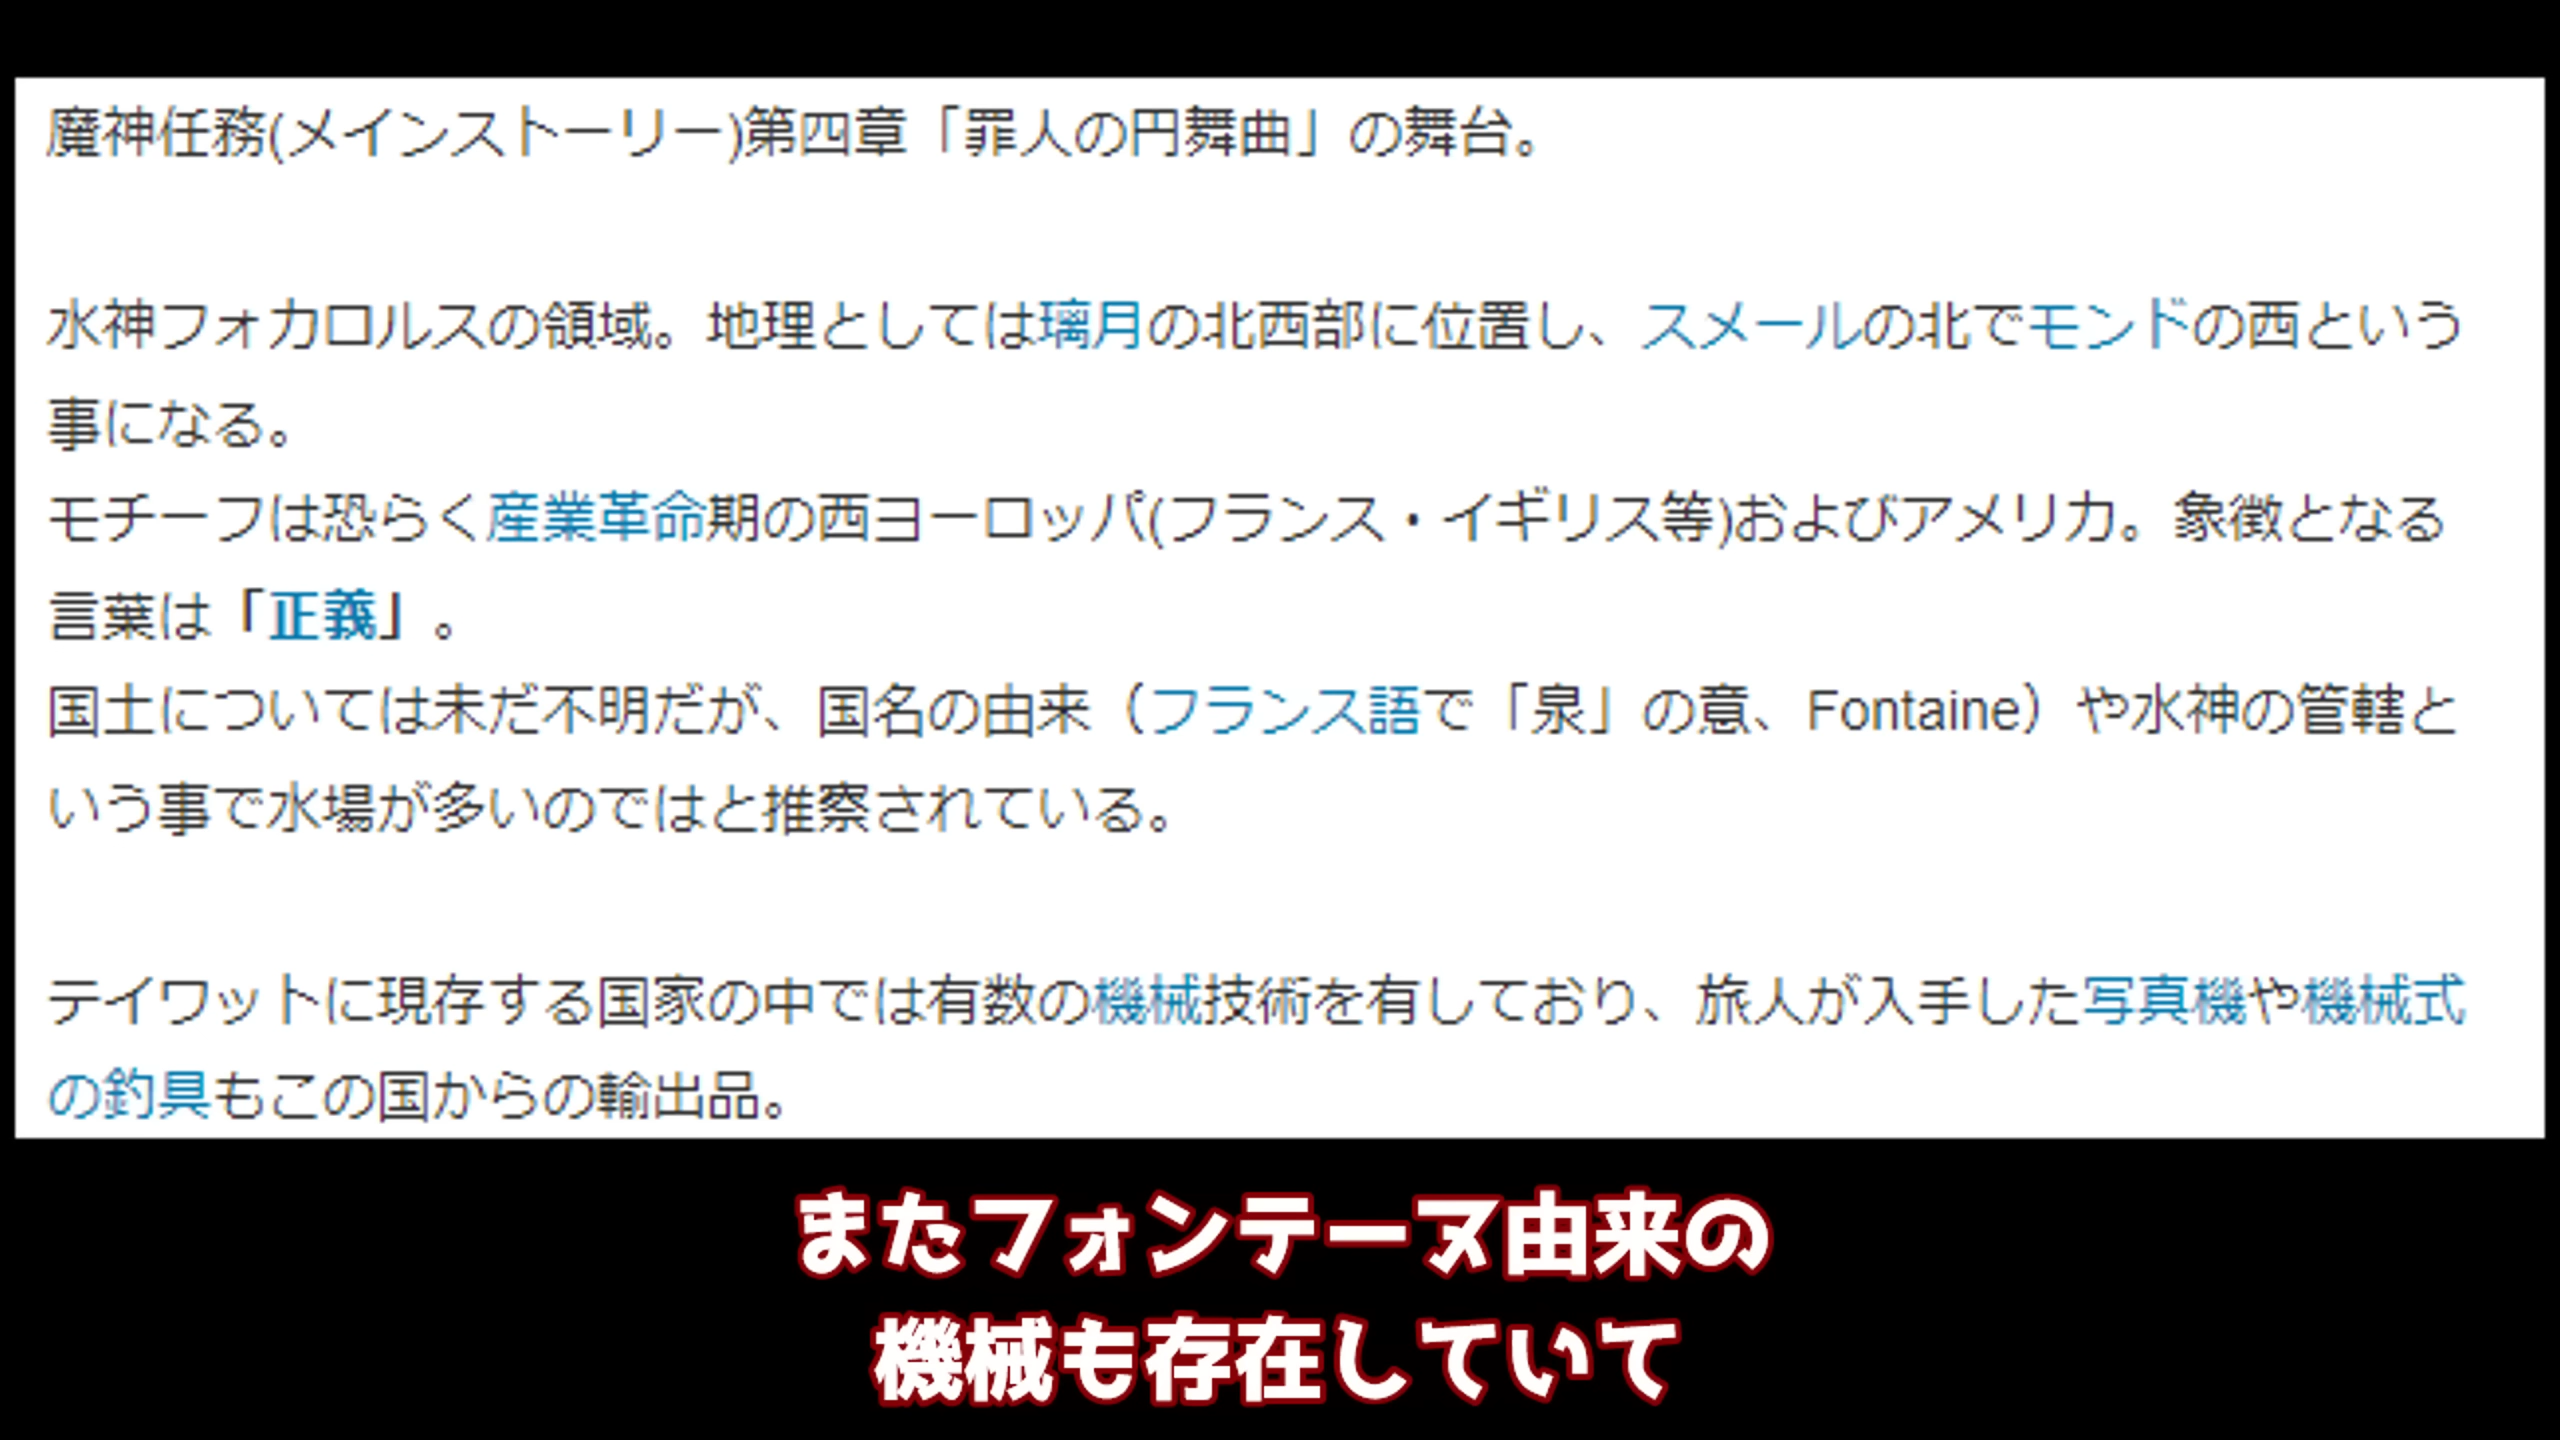 魔神任務(メインストーリー)第四章「罪人の円舞曲」の舞台。
水神フォカロルスの領域。地理としては璃月の北西部に位置し、スメールの北でモンドの西という
事になる。
モチーフは恐らく産業革命期の西ヨーロッパ(フランス・イギリス等)およびアメリカ。象徴となる
言葉は「正義」。
国土については未だ不明だが、国名の由来（フランス語で「泉」の意、Fontaine）や水神の管轄と
いう事で水場が多いのではと推察されている。
テイワットに現存する国家の中では有数の機械技術を有しており、旅人が入手した写真機や機械式
の釣具もこの国からの輸出品。
またフォンテーヌ由来の
機械も存在していて